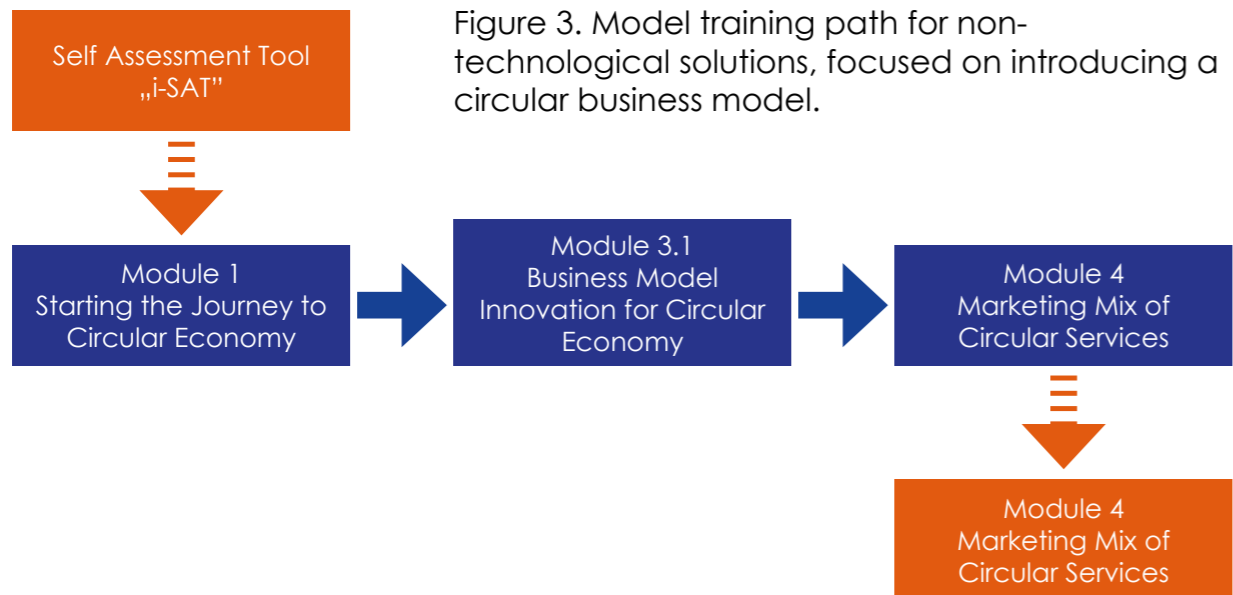 Self Assessment Tool
„i-SAT”
Figure 3. Model training path for non-
technological solutions, focused on introducing a
circular business model.
Module 1
Starting the Journey to
Circular Economy
Module 3.1
Business Model
Innovation for Circular
Economy
Module 4
Marketing Mix of
Circular Services
Module 4
Marketing Mix of
Circular Services